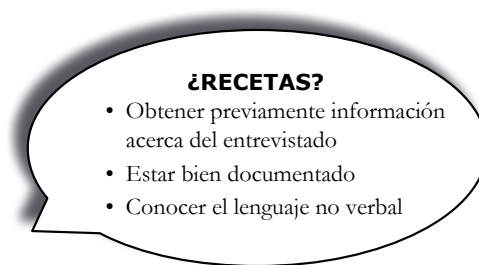 ¿RECETAS?
• Obtener previamente información
acerca del entrevistado
• Estar bien documentado
• Conocer el lenguaje no verbal